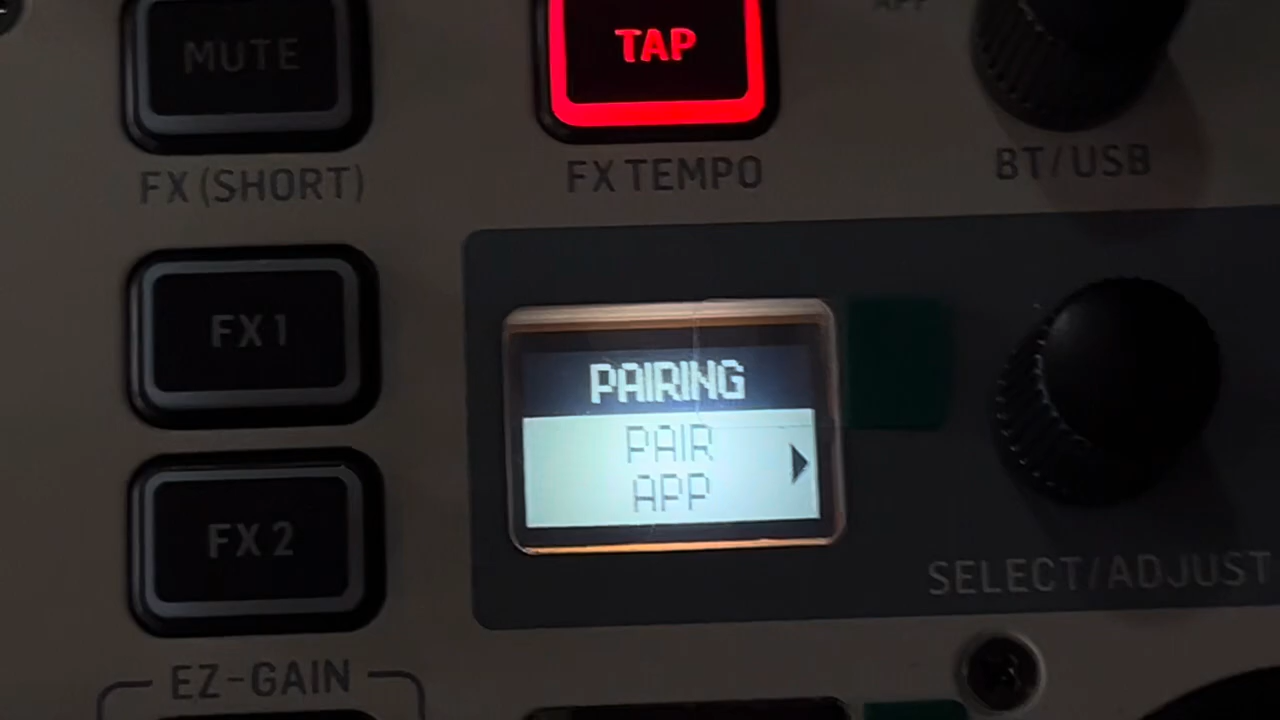 MUTE
TAP
APP
FX (SHORT)
FX TEMPO
BT/USB
FX 1
PAIRING
PAIR
APP
FX 2
SELECT/ADJUST
EZ-GAIN